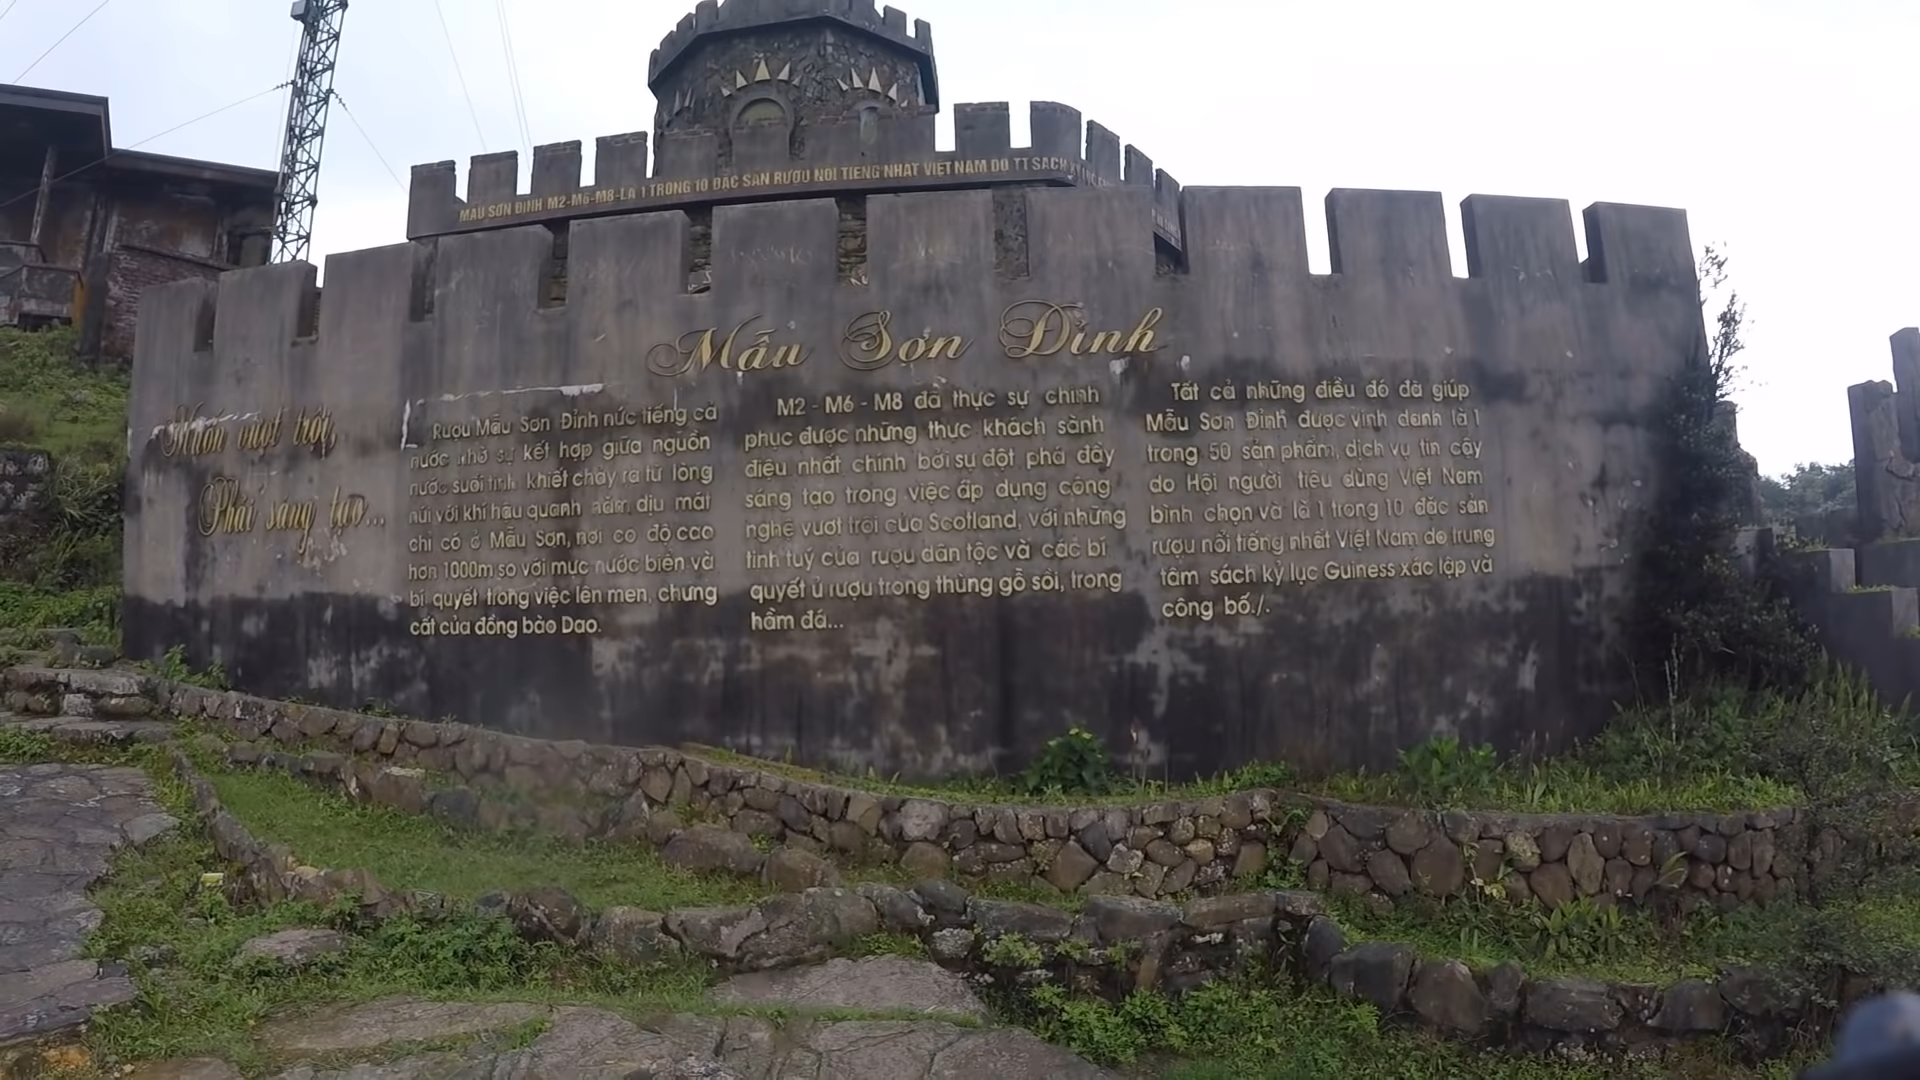 MẪU SƠN ĐỈNH M2-M6-M8-LÀ 1 TRONG 10 ĐẶC SẢN RƯỢU NỔI TIẾNG NHẤT VIỆT NAM DO TT SÁCH
Mẫu Sơn Đỉnh
Muốn vượt trội,
Phải sáng tạo...
Rượu Mẫu Sơn Đỉnh nức tiếng cả
nước nhờ sự kết hợp giữa nguồn
nước suối tinh khiết chảy ra từ lòng
núi với khí hậu quanh năm dịu mát
chỉ có ở Mẫu Sơn, nơi có độ cao
hơn 1000m so với mực nước biển và
bí quyết trong việc lên men, chưng
cất của đồng bào Dao.
M2 - M6 - M8 đã thực sự chinh
phục được những thực khách sành
điệu nhất chính bởi sự đột phá đầy
sáng tạo trong việc áp dụng công
nghệ vượt trội của Scotland, với những
tinh tuý của rượu dân tộc và các bí
quyết ủ rượu trong thùng gỗ sồi, trong
hầm đá...
Tất cả những điều đó đã giúp
Mẫu Sơn Đỉnh được vinh danh là 1
trong 50 sản phẩm, dịch vụ tin cậy
do Hội người tiêu dùng Việt Nam
bình chọn và là 1 trong 10 đặc sản
rượu nổi tiếng nhất Việt Nam do trung
tâm sách kỷ lục Guiness xác lập và
công bố./.